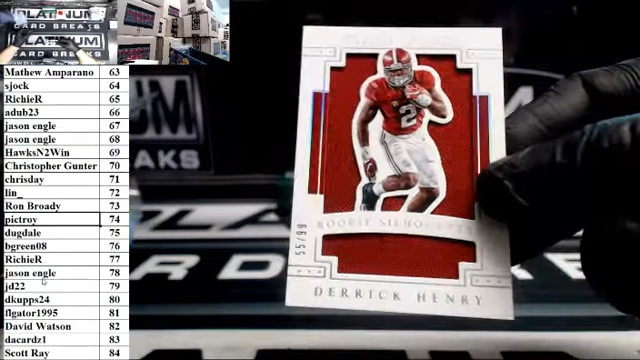 PLATINUM
CARD BREAKS
PLATINUM
CARD BREAKS
Mathew Amparano 63
sjock 64
RichieR 65
adub23 66
jason engle 67
jason engle 68
HawksN2Win 69
Christopher Gunter 70
chrisday 71
lin_ 72
Ron Broady 73
pictroy 74
dugdale 75
bgreen08 76
RichieR 77
jason engle 78
jd22 79
dkupps24 80
flgator1995 81
David Watson 82
dacardz1 83
Scott Ray 84
2
ROOKIE SILHOUETTE
55/99
DERRICK HENRY